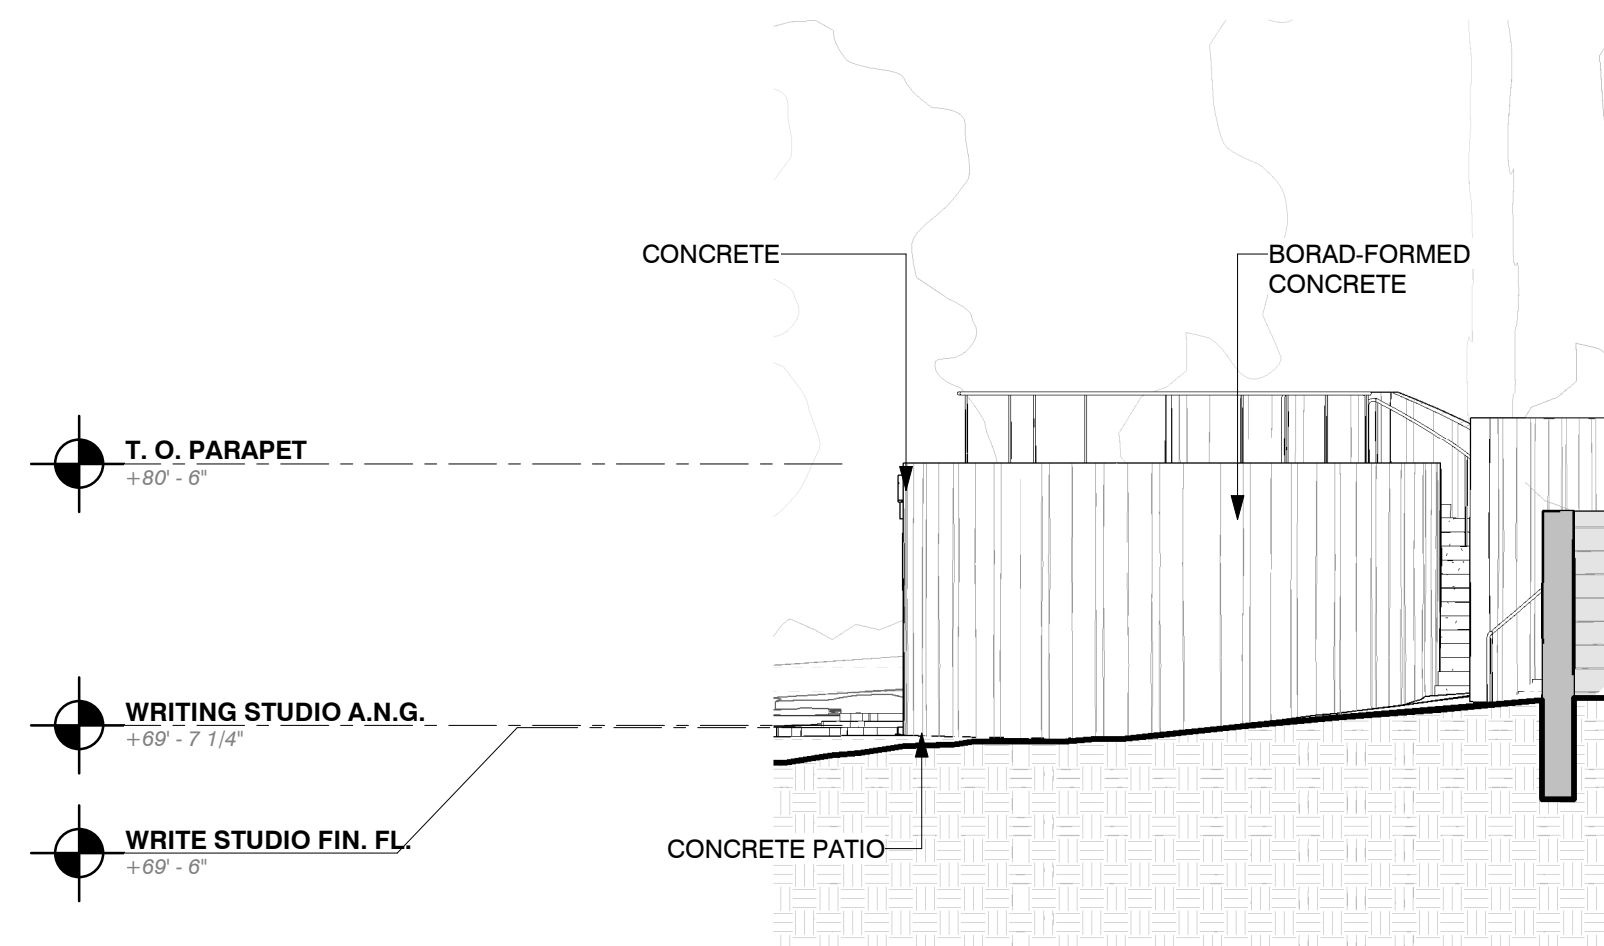 CONCRETE
BORAD-FORMED
CONCRETE
T. O. PARAPET
+80' - 6"
WRITING STUDIO A.N.G.
+69' - 7 1/4"
WRITE STUDIO FIN. FL.
+69' - 6"
CONCRETE PATIO